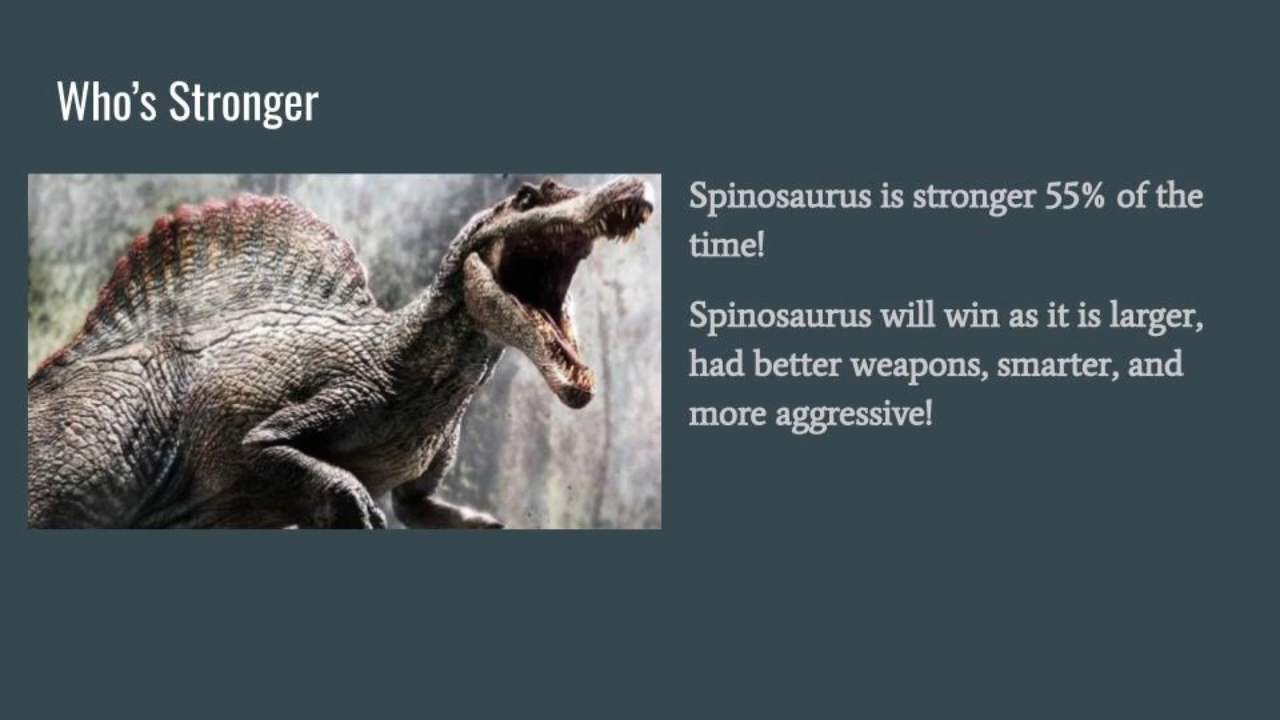 Who’s Stronger
Spinosaurus is stronger 55% of the
time!
Spinosaurus will win as it is larger,
had better weapons, smarter, and
more aggressive!